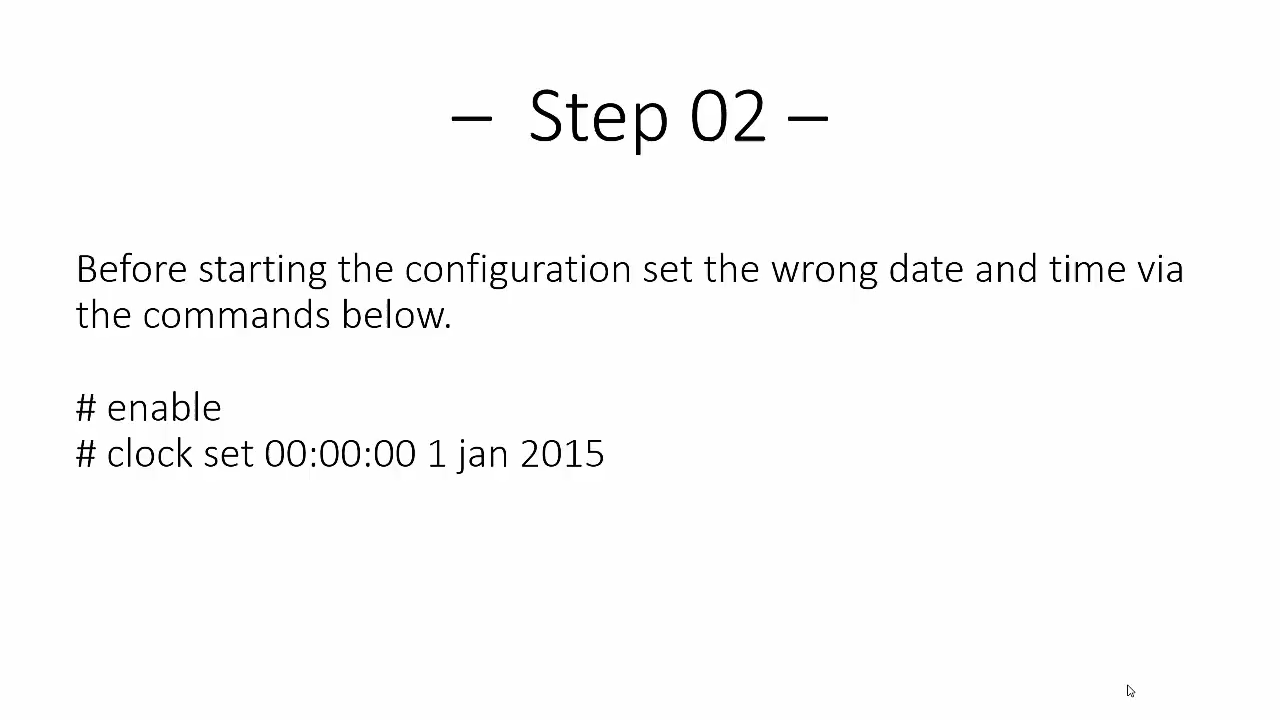 – Step 02 –
Before starting the configuration set the wrong date and time via
the commands below.
# enable
# clock set 00:00:00 1 jan 2015